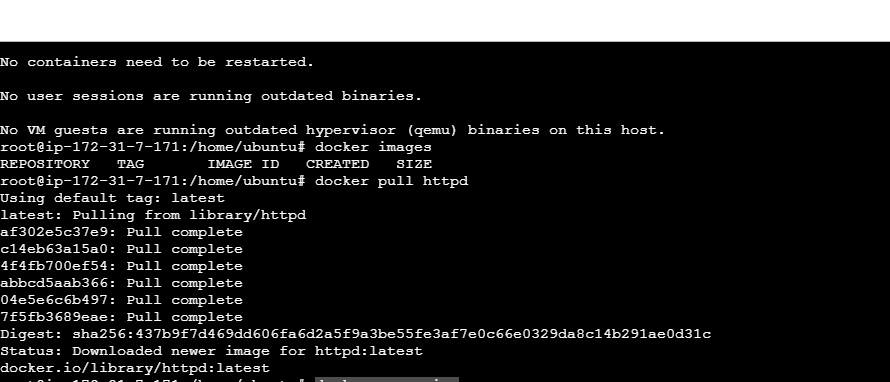 No containers need to be restarted.
No user sessions are running outdated binaries.
No VM guests are running outdated hypervisor (qemu) binaries on this host.
root@ip-172-31-7-171:/home/ubuntu# docker images
REPOSITORY   TAG       IMAGE ID   CREATED   SIZE
root@ip-172-31-7-171:/home/ubuntu# docker pull httpd
Using default tag: latest
latest: Pulling from library/httpd
af302e5c37e9: Pull complete
c14eb63a15a0: Pull complete
4f4fb700ef54: Pull complete
abbcd5aab366: Pull complete
04e5e6c6b497: Pull complete
7f5fb3689eae: Pull complete
Digest: sha256:437b9f7d469dd606fa6d2a5f9a3be55fe3af7e0c66e0329da8c14b291ae0d31c
Status: Downloaded newer image for httpd:latest
docker.io/library/httpd:latest